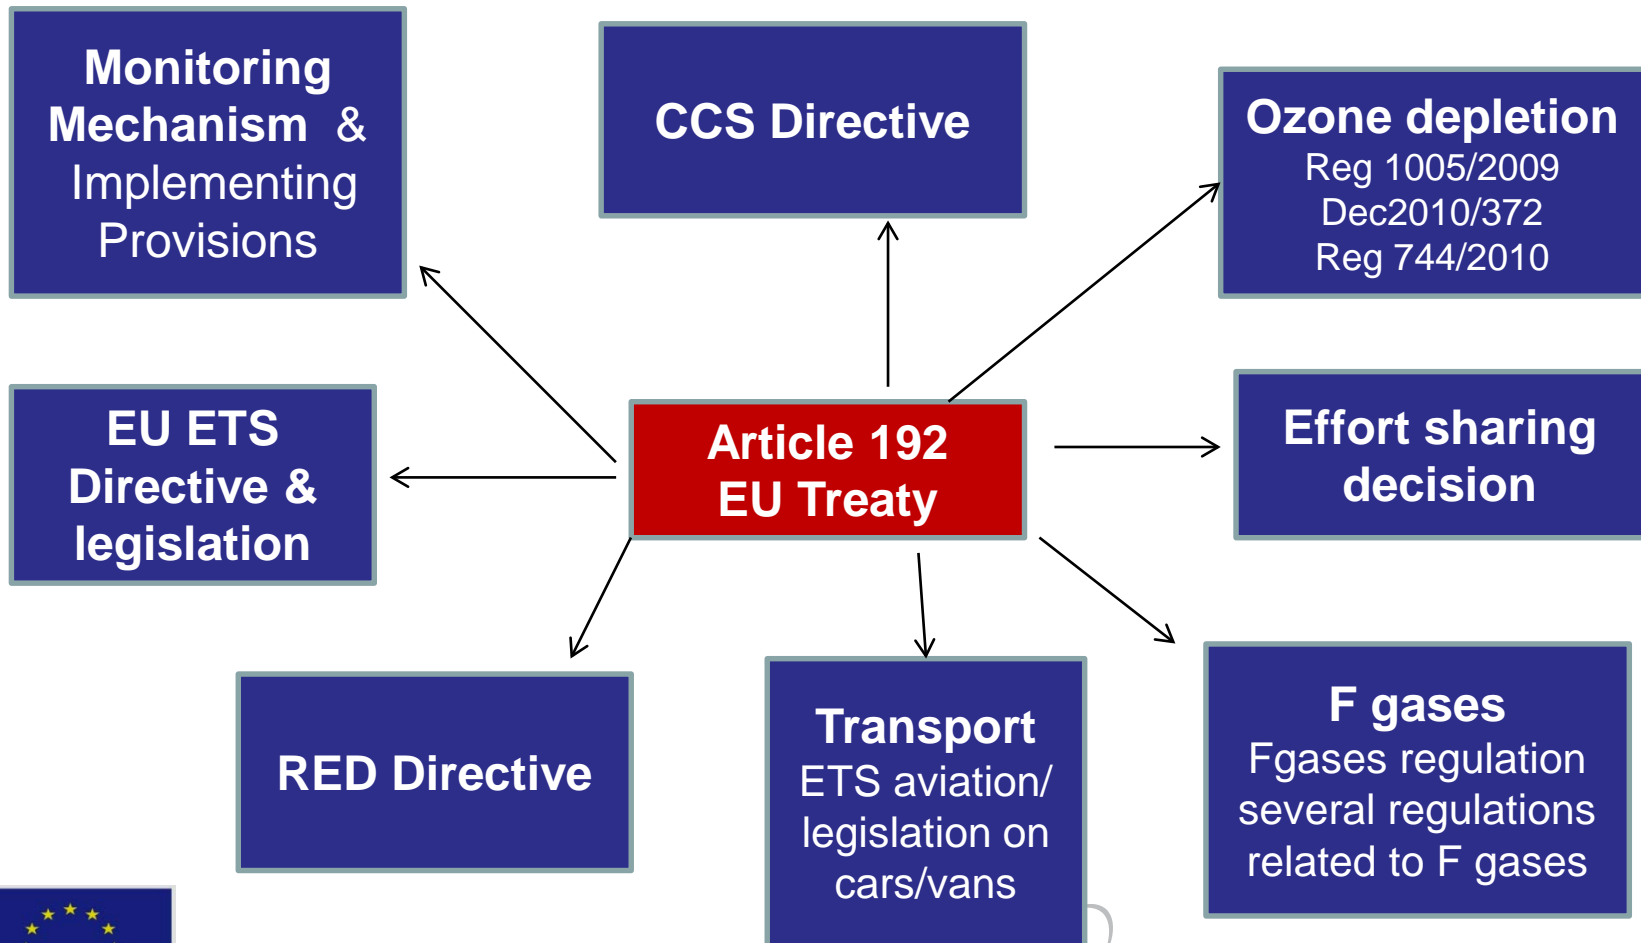 Monitoring
Mechanism &
Implementing
Provisions
CCS Directive
Ozone depletion
Reg 1005/2009
Dec2010/372
Reg 744/2010
EU ETS
Directive &
legislation
Article 192
EU Treaty
Effort sharing
decision
RED Directive
Transport
ETS aviation/
legislation on
cars/vans
F gases
Fgases regulation
several regulations
related to F gases